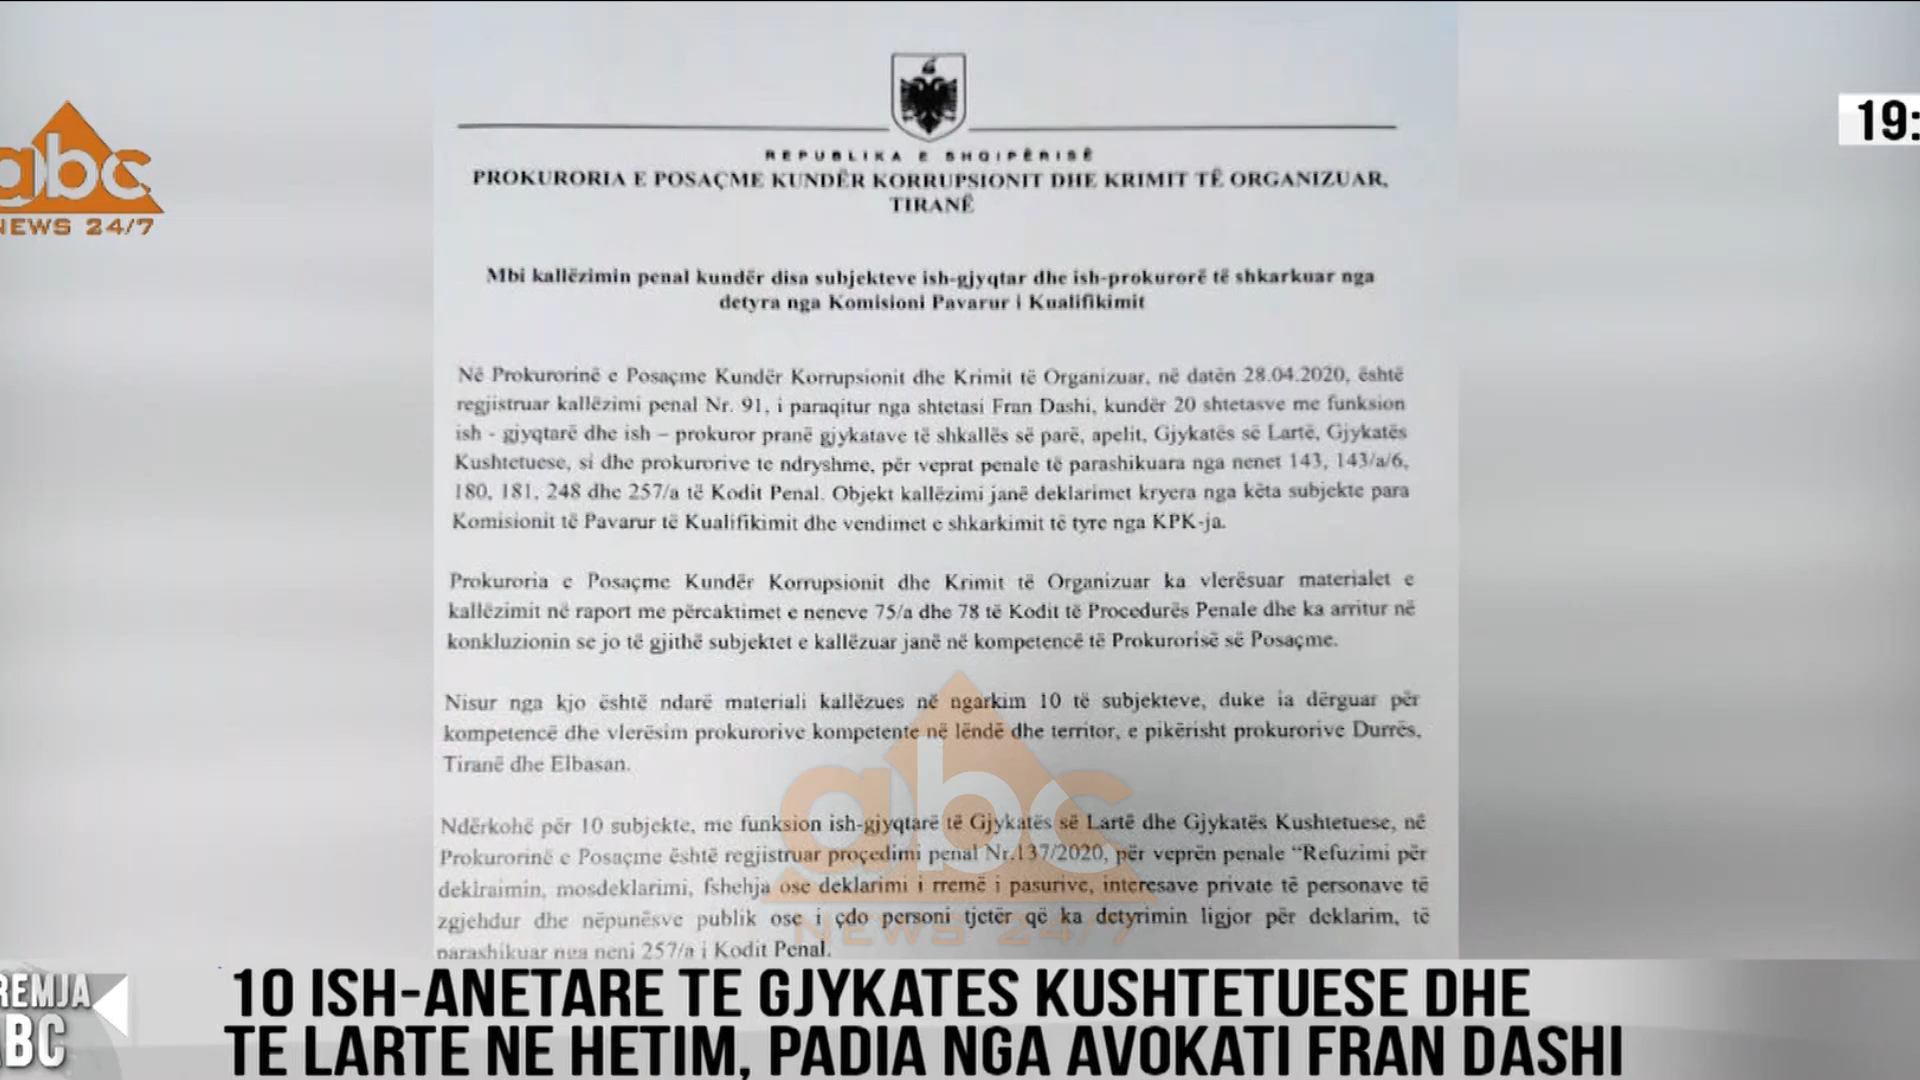 REPUBLIKA E SHQIPËRISË
PROKURORIA E POSAÇME KUNDËR KORRUPSIONIT DHE KRIMIT TË ORGANIZUAR,
TIRANË
abc
NEWS 24/7
19:
Mbi kallëzimin penal kundër disa subjekteve ish-gjyqtar dhe ish-prokurorë të shkarkuar nga
detyra nga Komisioni Pavarur i Kualifikimit
Në Prokurorinë e Posaçme Kundër Korrupsionit dhe Krimit të Organizuar, në datën 28.04.2020, është
regjistruar kallëzimi penal Nr. 91, i paraqitur nga shtetasi Fran Dashi, kundër 20 shtetasve me funksion
ish - gjyqtarë dhe ish – prokuror pranë gjykatave të shkallës së parë, apelit, Gjykatës së Lartë, Gjykatës
Kushtetuese, si dhe prokurorive te ndryshme, për veprat penale të parashikuara nga nenet 143, 143/a/6,
180, 181, 248 dhe 257/a të Kodit Penal. Objekt kallëzimi janë deklarimet kryera nga këta subjekte para
Komisionit të Pavarur të Kualifikimit dhe vendimet e shkarkimit të tyre nga KPK-ja.
Prokuroria e Posaçme Kundër Korrupsionit dhe Krimit të Organizuar ka vlerësuar materialet e
kallëzimit në raport me përcaktimet e neneve 75/a dhe 78 të Kodit të Procedurës Penale dhe ka arritur në
konkluzionin se jo të gjithë subjektet e kallëzuar janë në kompetencë të Prokurorisë së Posaçme.
Nisur nga kjo është ndarë materiali kallëzues në ngarkim 10 të subjekteve, duke ia dërguar për
kompetencë dhe vlerësim prokurorive kompetente në lëndë dhe territor, e pikërisht prokurorive Durrës,
Tiranë dhe Elbasan.
Ndërkohë për 10 subjekte, me funksion ish-gjyqtarë të Gjykatës së Lartë dhe Gjykatës Kushtetuese, në
Prokurorinë e Posaçme është regjistruar proçedimi penal Nr.137/2020, për veprën penale “Refuzimi për
deklraimin, mosdeklarimi, fshehja ose deklarimi i rremë i pasurive, interesave private të personave të
zgjehdur dhe nëpunësve publik ose i çdo personi tjetër që ka detyrimin ligjor për deklarim, të
parashikuar nga neni 257/a i Kodit Penal.
abc
NEWS 24/7
REMJA
ABC
10 ISH-ANETARE TE GJYKATES KUSHTETUESE DHE
TE LARTE NE HETIM, PADIA NGA AVOKATI FRAN DASHI